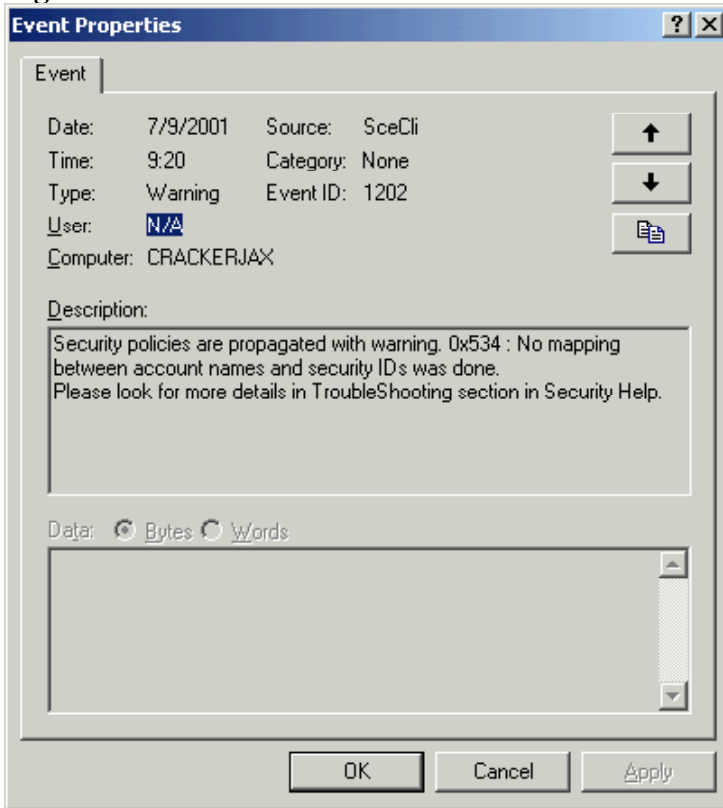 Event Properties
Event
Date: 7/9/2001 Source: SceCli
Time: 9:20 Category: None
Type: Warning Event ID: 1202
User: N/A
Computer: CRACKERJAX
Description:
Security policies are propagated with warning. 0x534 : No mapping
between account names and security IDs was done.
Please look for more details in TroubleShooting section in Security Help.
Data: Bytes Words
OK Cancel Apply